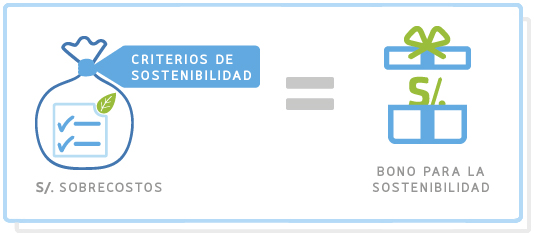 CRITERIOS DE
SOSTENIBILIDAD
S/. SOBRECOSTOS
S/.
BONO PARA LA
SOSTENIBILIDAD